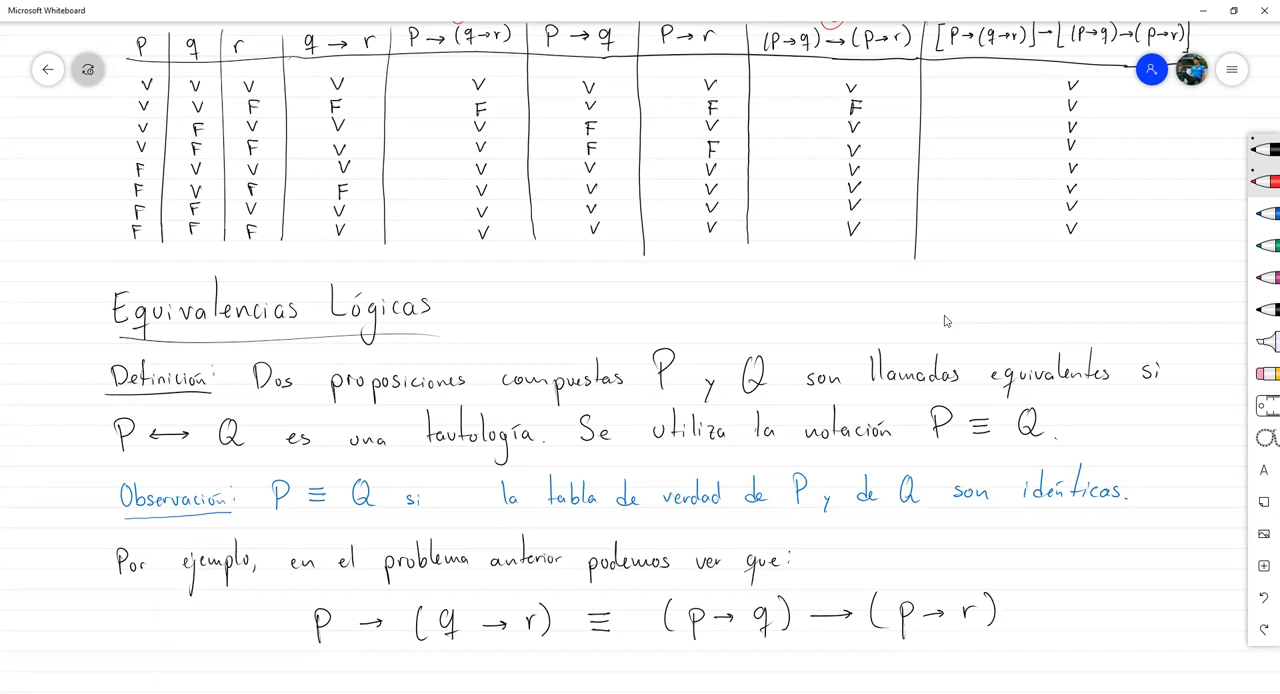 Microsoft Whiteboard
p q r q → r p → (q → r) p → q p → r (p → q) → (p → r) [p → (q → r)] → [(p → q) → (p → r)]
V V V V V V V V V
V V F F F V F F V
V F V V V F V V V
V F F V V F F V V
F V V V V V V V V
F V F F V V V V V
F F V V V V V V V
F F F V V V V V V
Equivalencias Lógicas
Definición: Dos proposiciones compuestas P y Q son llamadas equivalentes si
P ↔ Q es una tautología. Se utiliza la notación P ≡ Q.
Observación: P ≡ Q si la tabla de verdad de P y de Q son idénticas.
Por ejemplo, en el problema anterior podemos ver que:
p → (q → r) ≡ (p → q) → (p → r)